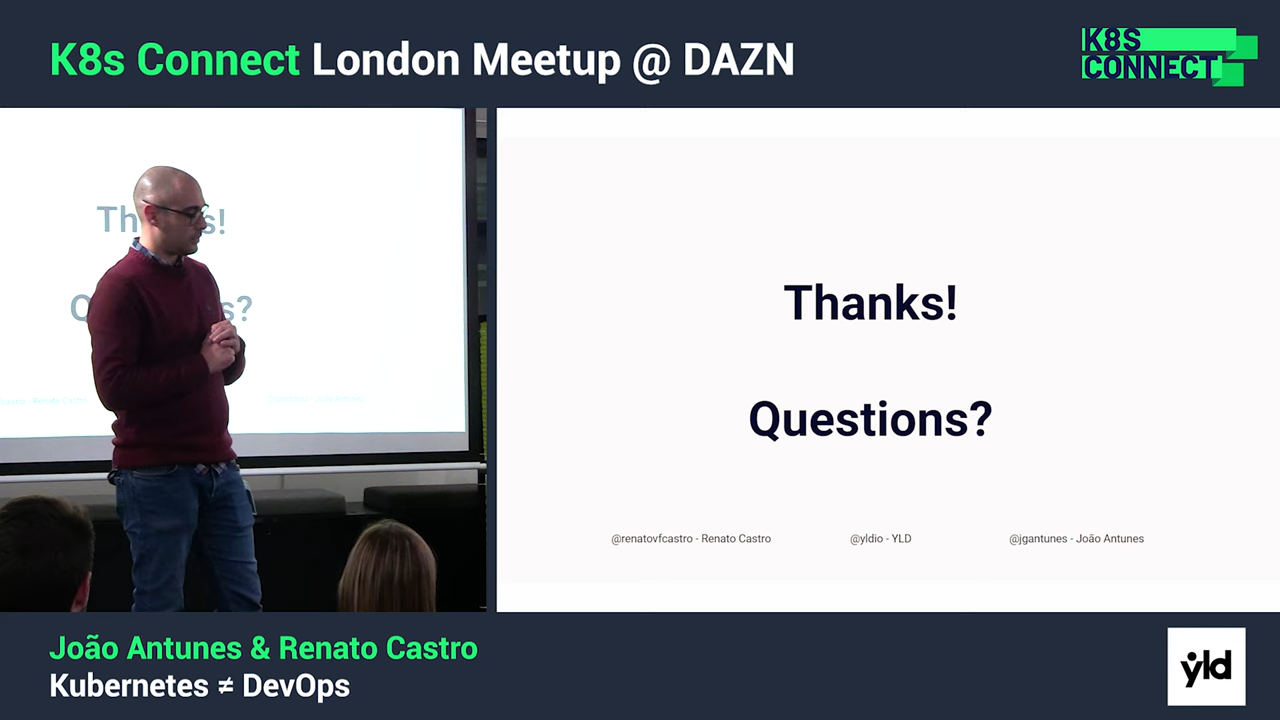 K8s Connect London Meetup @ DAZN
K8S
CONNECT
Th s!
Q s?
Thanks!
Questions?
@renatovfcastro - Renato Castro
@yldio - YLD
@jgantunes - João Antunes
João Antunes & Renato Castro
Kubernetes ≠ DevOps
yld